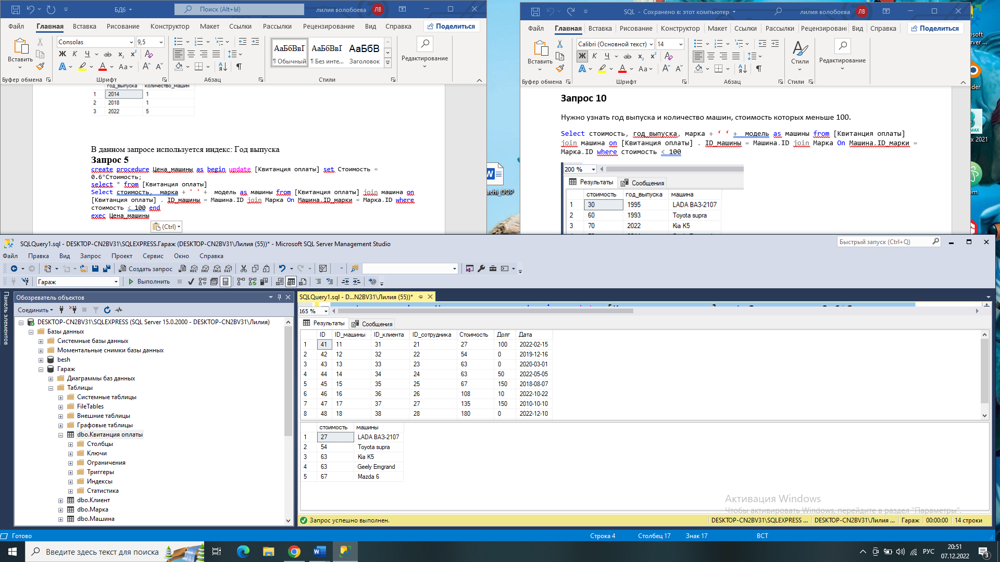 БД6
Поиск (Alt+Ы)
лилия волобоева
ЛВ
Файл Главная Вставка Рисование Конструктор Макет Ссылки Рассылки Рецензирование Вид Справка Поделиться
Consolas 9,5
Вставить
Ж К Ч ab x₂ x²
АаБбВвІ АаБбВвІ АаБбВ
¶ Обычный ¶ Без инте... Заголовок
Редактирование
Буфер обмена Шрифт Абзац Стили
год_выпуска количество_машин
1 2014 1
2 2018 1
3 2022 5
В данном запросе используется индекс: Год выпуска
Запрос 5
create procedure Цена_машины as begin update [Квитанция оплаты] set Стоимость =
0.6*Стоимость;
select * from [Квитанция оплаты]
Select стоимость, марка + ' ' + модель as машины from [Квитанция оплаты] join машина on
[Квитанция оплаты] . ID_машины = Машина.ID join Марка On Машина.ID_марки = Марка.ID where
стоимость < 100 end
exec Цена_машины
(Ctrl)
SQL - Сохранено в: этот компьютер
лилия волобоева
ЛВ
Файл Главная Вставка Рисование Конструктор Макет Ссылки Рассылки Рецензировани Вид Справка Поделиться
Calibri (Основной текст) 14
Вставить
Ж К Ч ab x₂ x²
Стили
Редактирование
Буфер обмена Шрифт Абзац Стили
Запрос 10
Нужно узнать год выпуска и количество машин, стоимость которых меньше 100.
Select стоимость, год_выпуска, марка + ‘ ‘ + модель as машины from [Квитанция оплаты]
join машина on [Квитанция оплаты] . ID_машины = Машина.ID join Марка On Машина.ID_марки =
Марка.ID where стоимость < 100
200 %
Результаты Сообщения
стоимость год_выпуска машина
1 30 1995 LADA ВАЗ-2107
2 60 1993 Toyota supra
3 70 2022 Kia K5
achi_OOP
x 2021
SQLQuery1.sql - DESKTOP-CN2BV31\SQLEXPRESS.Гараж (DESKTOP-CN2BV31\Лилия (55))* - Microsoft SQL Server Management Studio
Быстрый запуск (Ctrl+Q)
Файл Правка Вид Запрос Проект Сервис Окно Справка
Создать запрос
Гараж
Выполнить
Панель элементов
Обозреватель объектов
Соединить
DESKTOP-CN2BV31\SQLEXPRESS (SQL Server 15.0.2000 - DESKTOP-CN2BV31\Лилия)
Базы данных
Системные базы данных
Моментальные снимки базы данных
besh
Гараж
Диаграммы баз данных
Таблицы
Системные таблицы
FileTables
Внешние таблицы
Графовые таблицы
dbo.Квитанция оплаты
Столбцы
Ключи
Ограничения
Триггеры
Индексы
Статистика
dbo.Клиент
dbo.Марка
dbo.Машина
SQLQuery1.sql - D...N2BV31\Лилия (55))*
165 %
Результаты Сообщения
ID ID_машины ID_клиента ID_сотрудника Стоимость Долг Дата
1 41 11 31 21 27 100 2022-02-15
2 42 12 32 22 54 0 2019-12-16
3 43 13 33 23 63 0 2020-03-01
4 44 14 34 24 63 50 2022-05-05
5 45 15 35 25 67 150 2018-08-07
6 46 16 36 26 108 10 2022-10-22
7 47 17 37 27 135 150 2010-10-10
8 48 18 38 28 180 0 2022-12-10
стоимость машины
1 27 LADA ВАЗ-2107
2 54 Toyota supra
3 63 Kia K5
4 63 Geely Emgrand
5 67 Mazda 6
Активация Windows
Чтобы активировать Windows, перейдите в раздел "Параметры".
Запрос успешно выполнен.
DESKTOP-CN2BV31\SQLEXPRESS ... DESKTOP-CN2BV31\Лилия ... Гараж 00:00:00 14 строки
Готово
Строка 4 Столбец 17 Знак 17 ВСТ
Введите здесь текст для поиска
РУС
20:51
07.12.2022
3